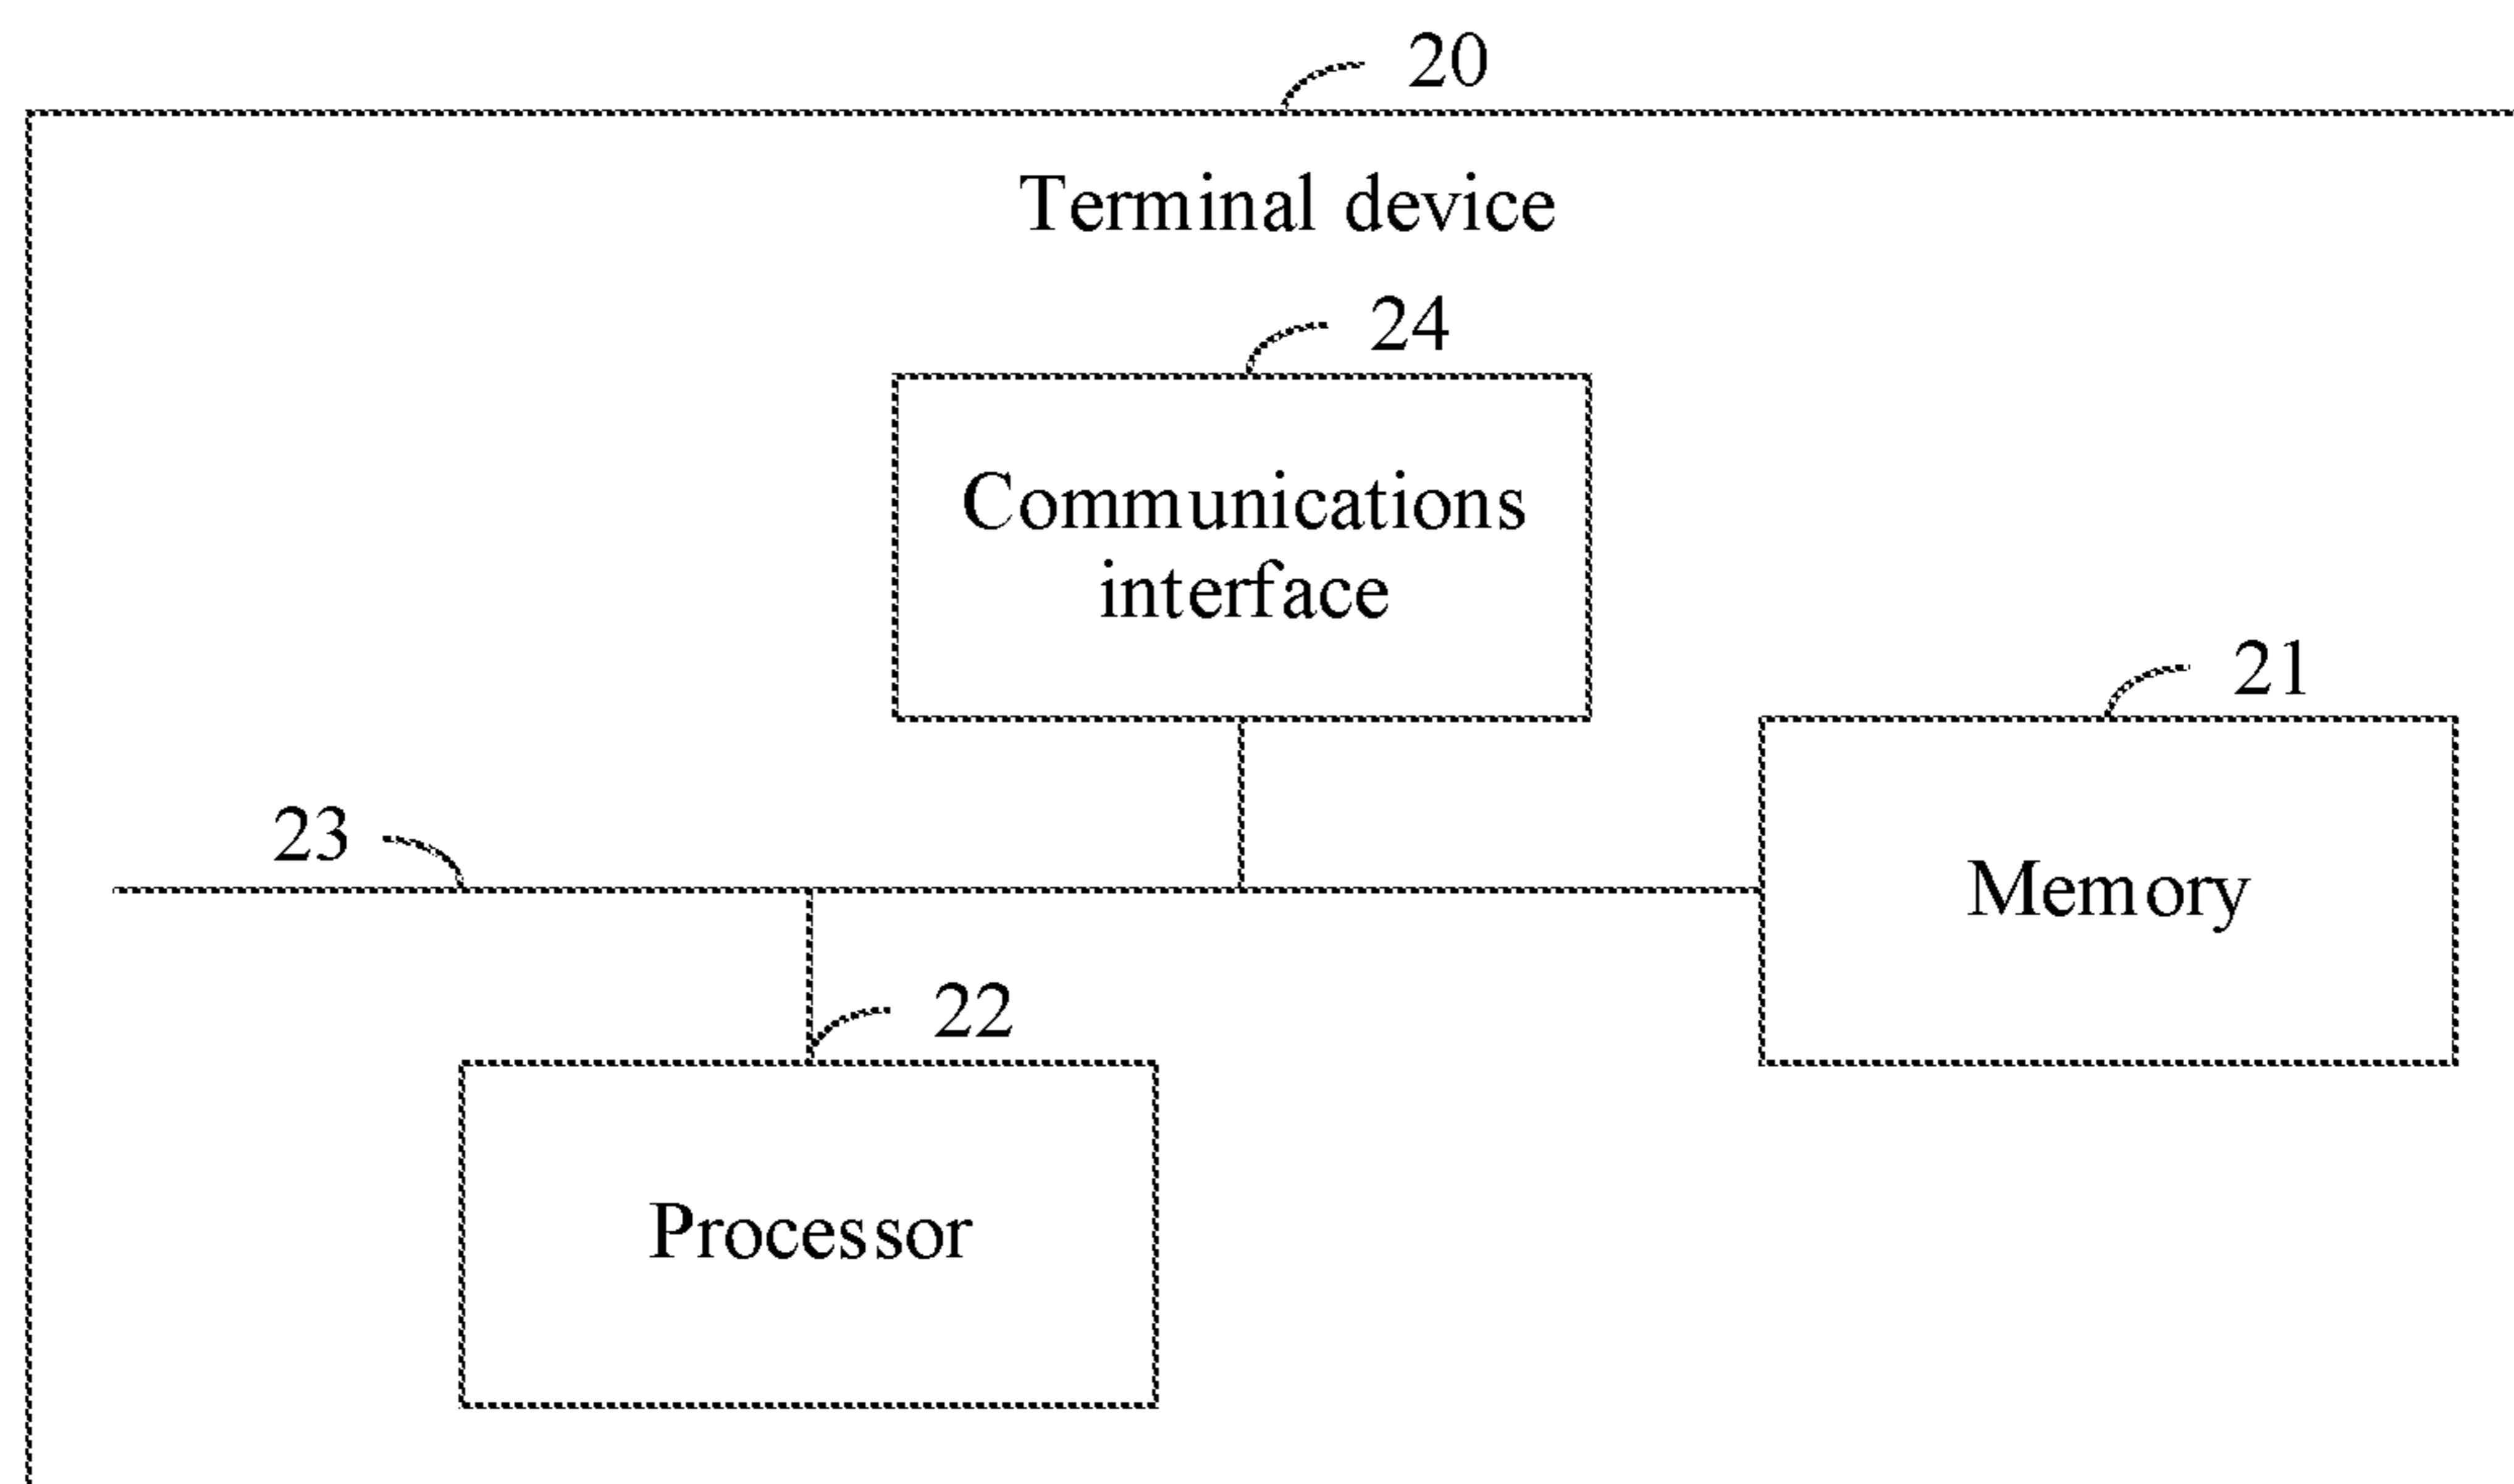 20
Terminal device
24
Communications
interface
21
23
Memory
22
Processor